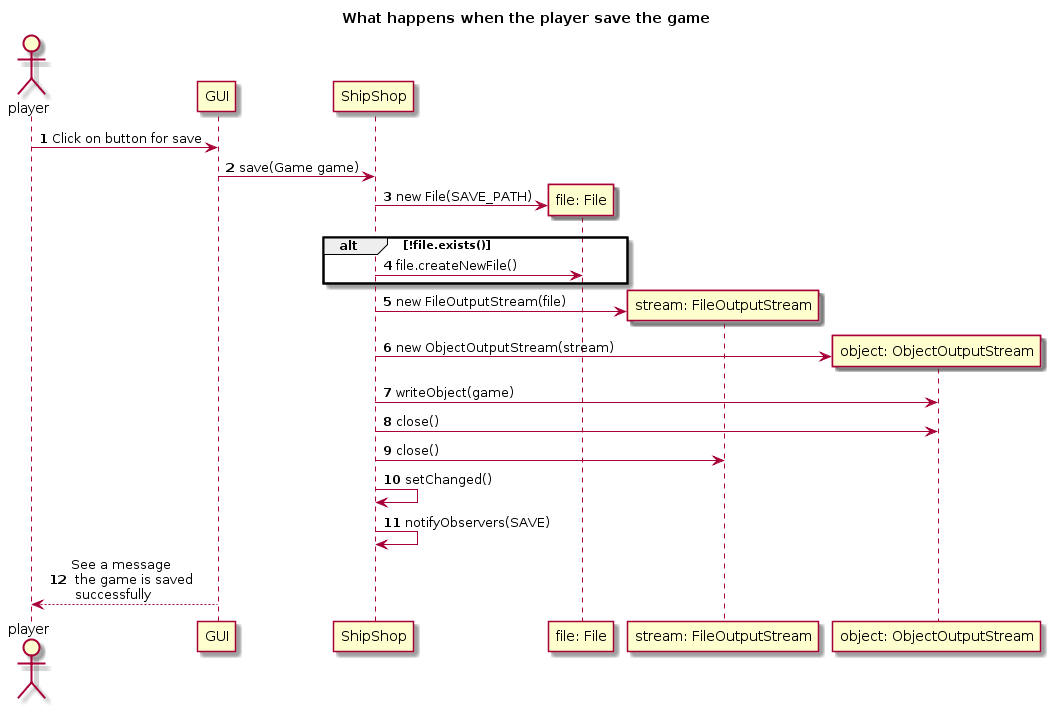 What happens when the player save the game
player
GUI
ShipShop
1 Click on button for save
2 save(Game game)
3 new File(SAVE_PATH)
file: File
alt [!file.exists()]
4 file.createNewFile()
5 new FileOutputStream(file)
stream: FileOutputStream
6 new ObjectOutputStream(stream)
object: ObjectOutputStream
7 writeObject(game)
8 close()
9 close()
10 setChanged()
11 notifyObservers(SAVE)
See a message
12 the game is saved
successfully
player
GUI
ShipShop
file: File
stream: FileOutputStream
object: ObjectOutputStream